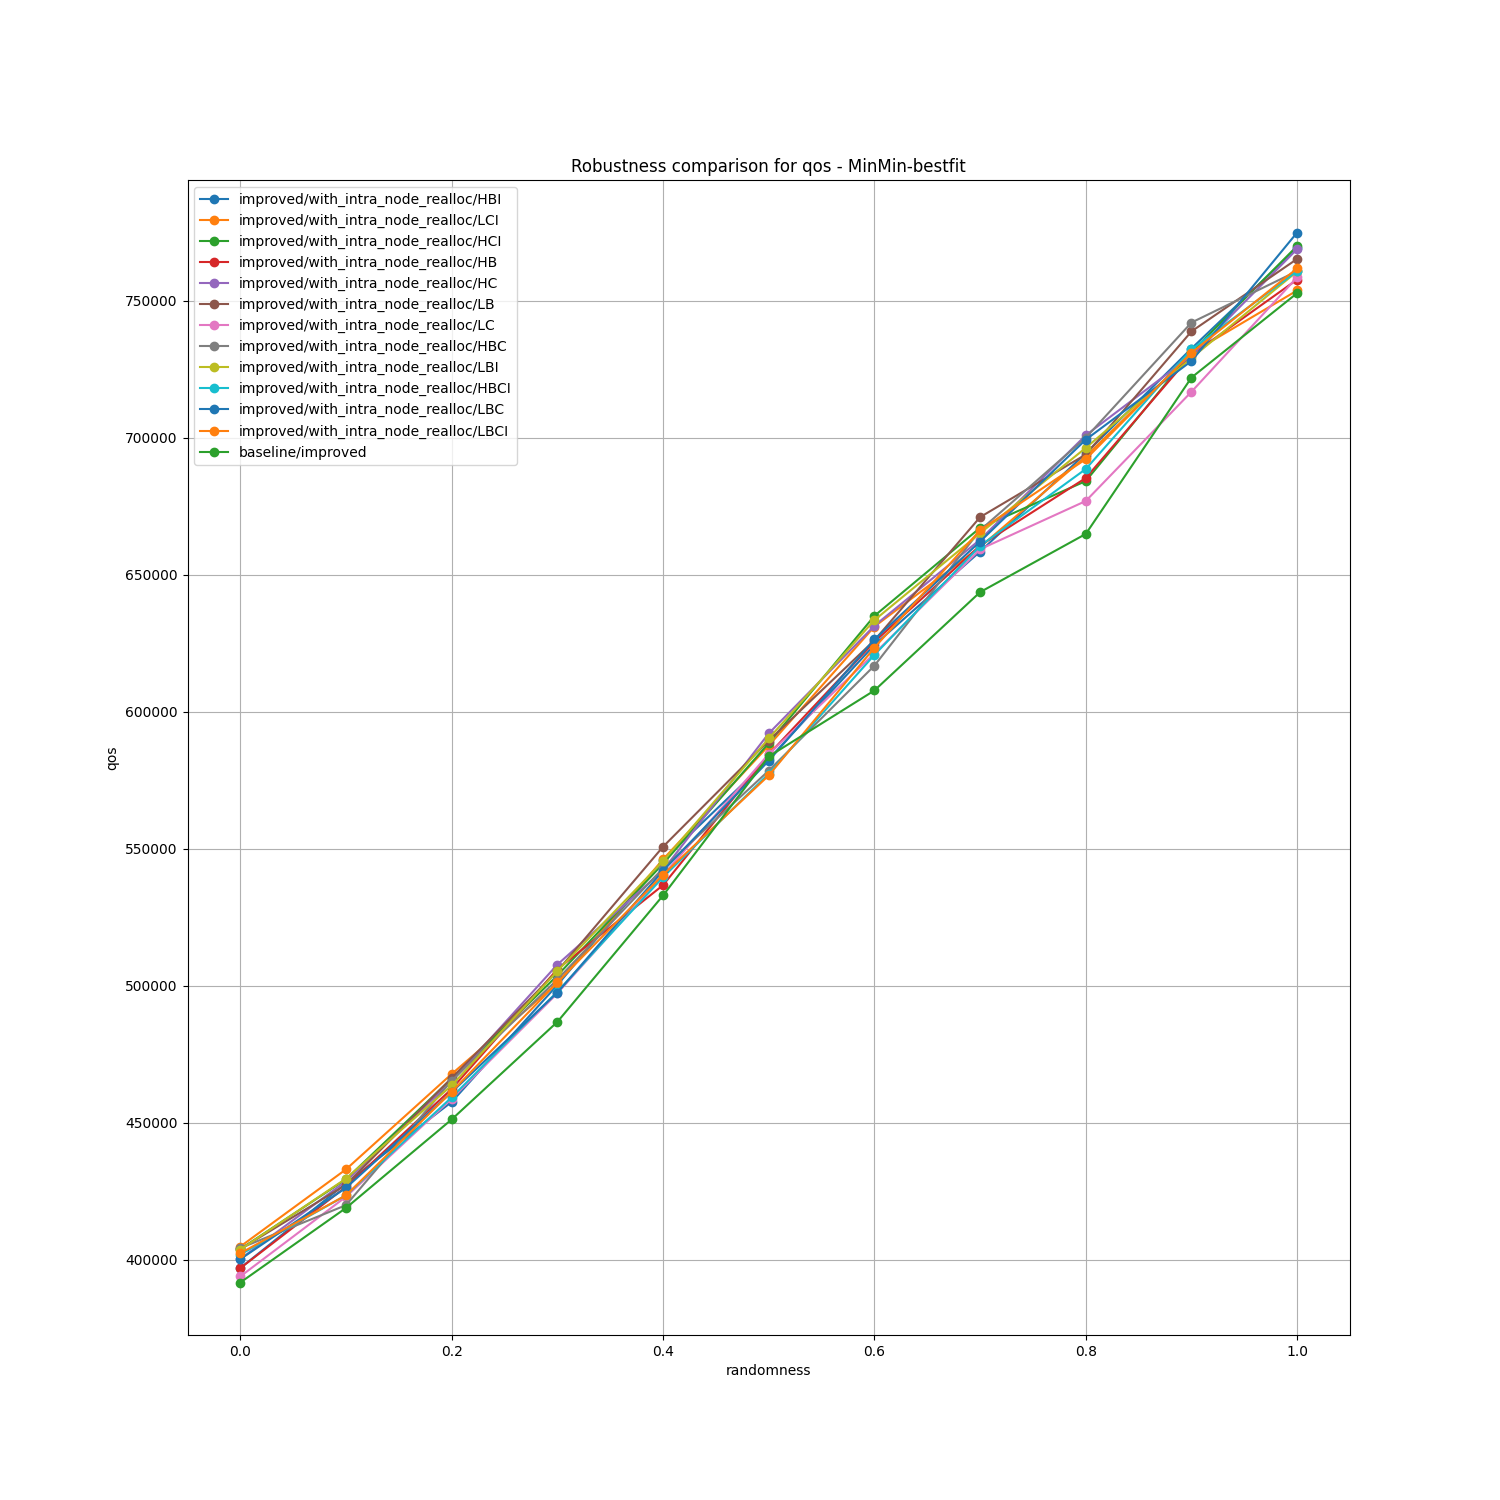 Robustness comparison for qos - MinMin-bestfit
improved/with_intra_node_realloc/HBI
improved/with_intra_node_realloc/LCI
improved/with_intra_node_realloc/HCI
improved/with_intra_node_realloc/HB
improved/with_intra_node_realloc/HC
improved/with_intra_node_realloc/LB
improved/with_intra_node_realloc/LC
improved/with_intra_node_realloc/HBC
improved/with_intra_node_realloc/LBI
improved/with_intra_node_realloc/HBCI
improved/with_intra_node_realloc/LBC
improved/with_intra_node_realloc/LBCI
baseline/improved
750000
700000
650000
600000
550000
500000
450000
400000
qos
0.0 0.2 0.4 0.6 0.8 1.0
randomness